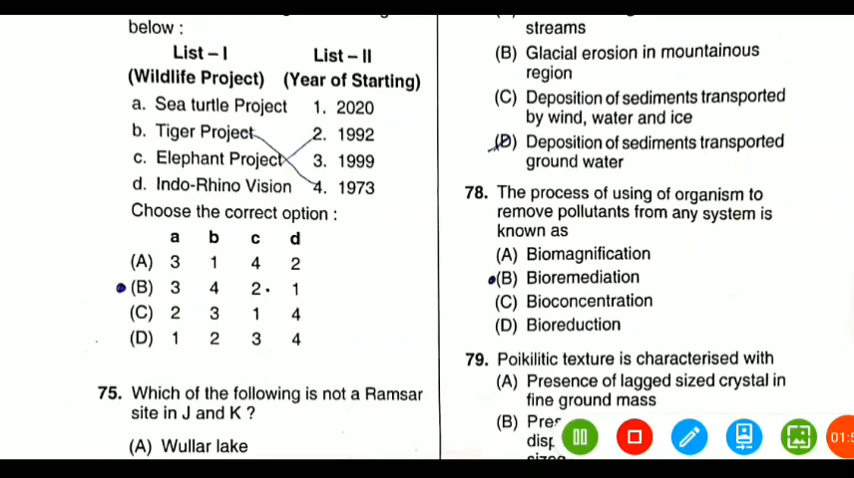 below :
List – I List – II
(Wildlife Project) (Year of Starting)
a. Sea turtle Project 1. 2020
b. Tiger Project 2. 1992
c. Elephant Project 3. 1999
d. Indo-Rhino Vision 4. 1973
Choose the correct option :
a b c d
(A) 3 1 4 2
(B) 3 4 2 1
(C) 2 3 1 4
(D) 1 2 3 4
75. Which of the following is not a Ramsar
site in J and K ?
(A) Wullar lake
streams
(B) Glacial erosion in mountainous
region
(C) Deposition of sediments transported
by wind, water and ice
(D) Deposition of sediments transported
ground water
78. The process of using of organism to
remove pollutants from any system is
known as
(A) Biomagnification
(B) Bioremediation
(C) Bioconcentration
(D) Bioreduction
79. Poikilitic texture is characterised with
(A) Presence of lagged sized crystal in
fine ground mass
(B)